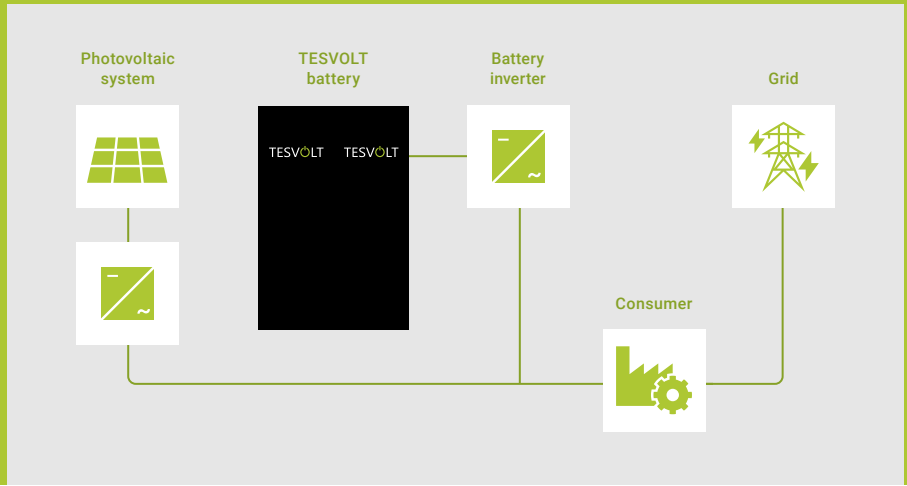 Photovoltaic
system
TESVOLT
battery
Battery
inverter
Grid
TESVOLT TESVOLT
Consumer